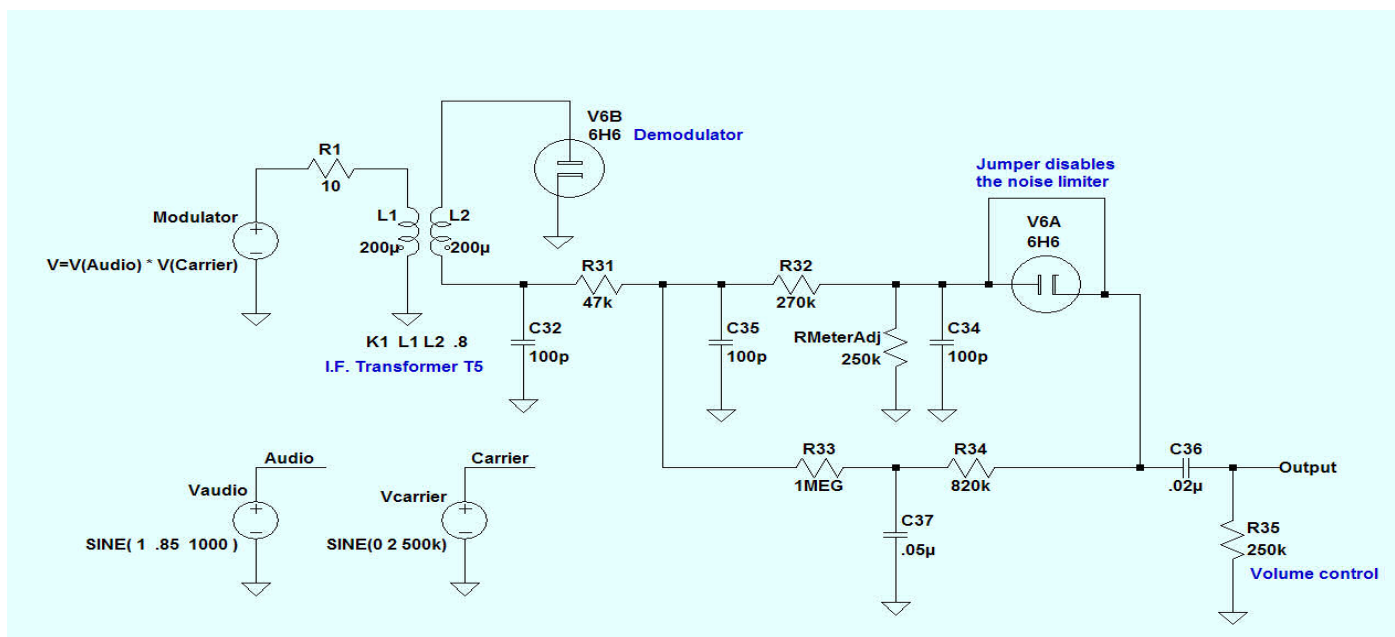 V6B
6H6 Demodulator
R1
10
Jumper disables
the noise limiter
Modulator
L1
L2
V6A
6H6
200µ
200µ
V=V(Audio) * V(Carrier)
R31
47k
R32
270k
C32
100p
C35
100p
RMeterAdj
250k
C34
100p
K1 L1 L2 .8
I.F. Transformer T5
R33
1MEG
R34
820k
C36
.02µ
Output
Audio
Carrier
Vaudio
Vcarrier
SINE( 1 .85 1000 )
SINE(0 2 500k)
C37
.05µ
R35
250k
Volume control